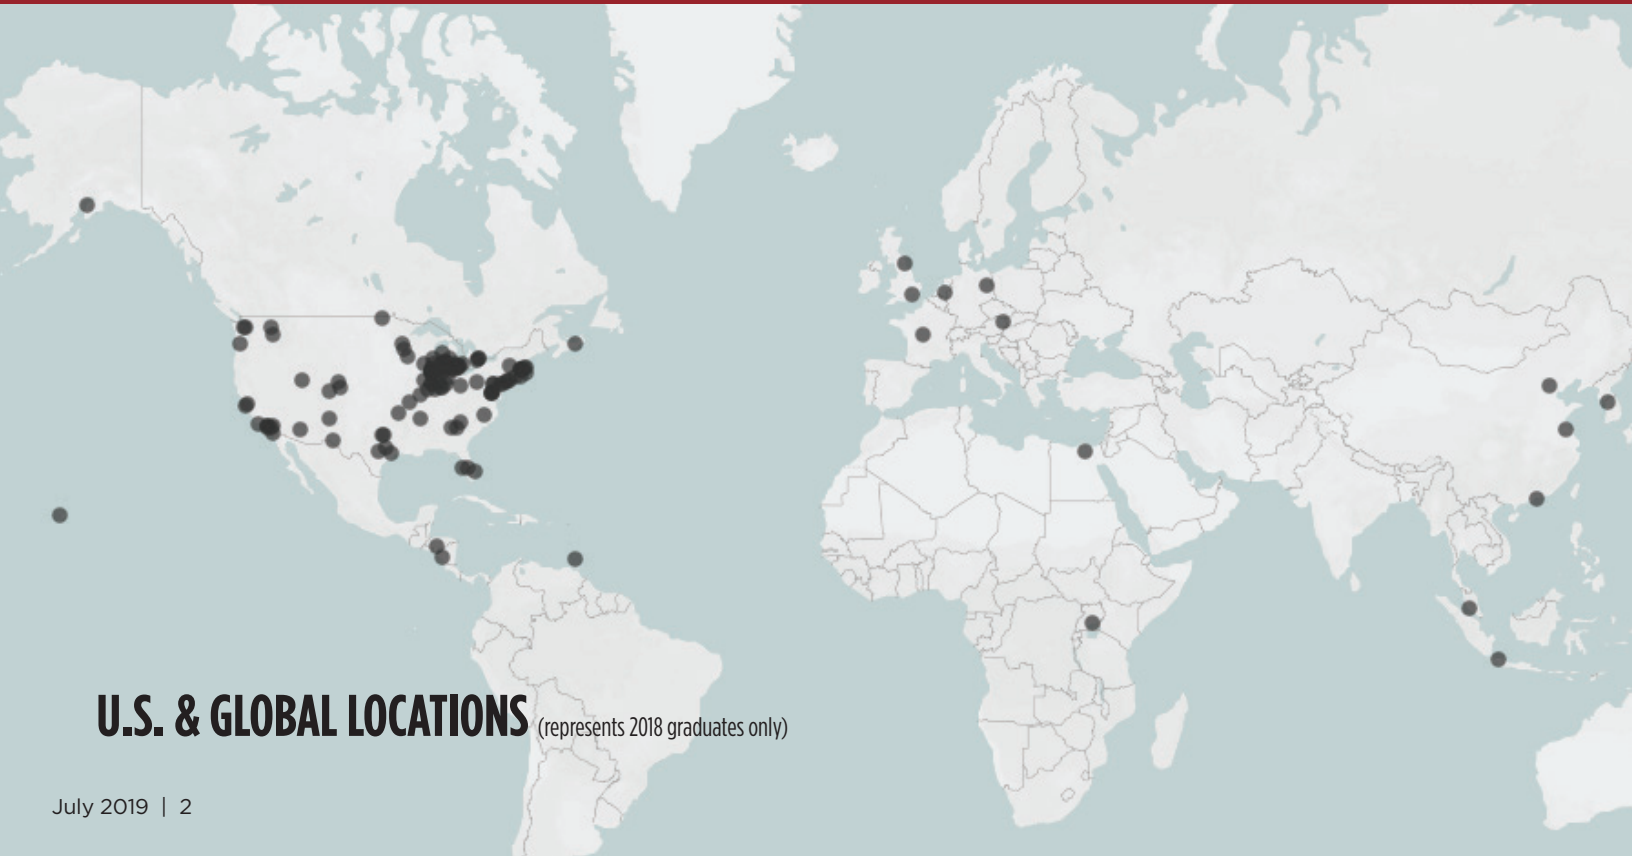 U.S. & GLOBAL LOCATIONS (represents 2018 graduates only)
July 2019 | 2